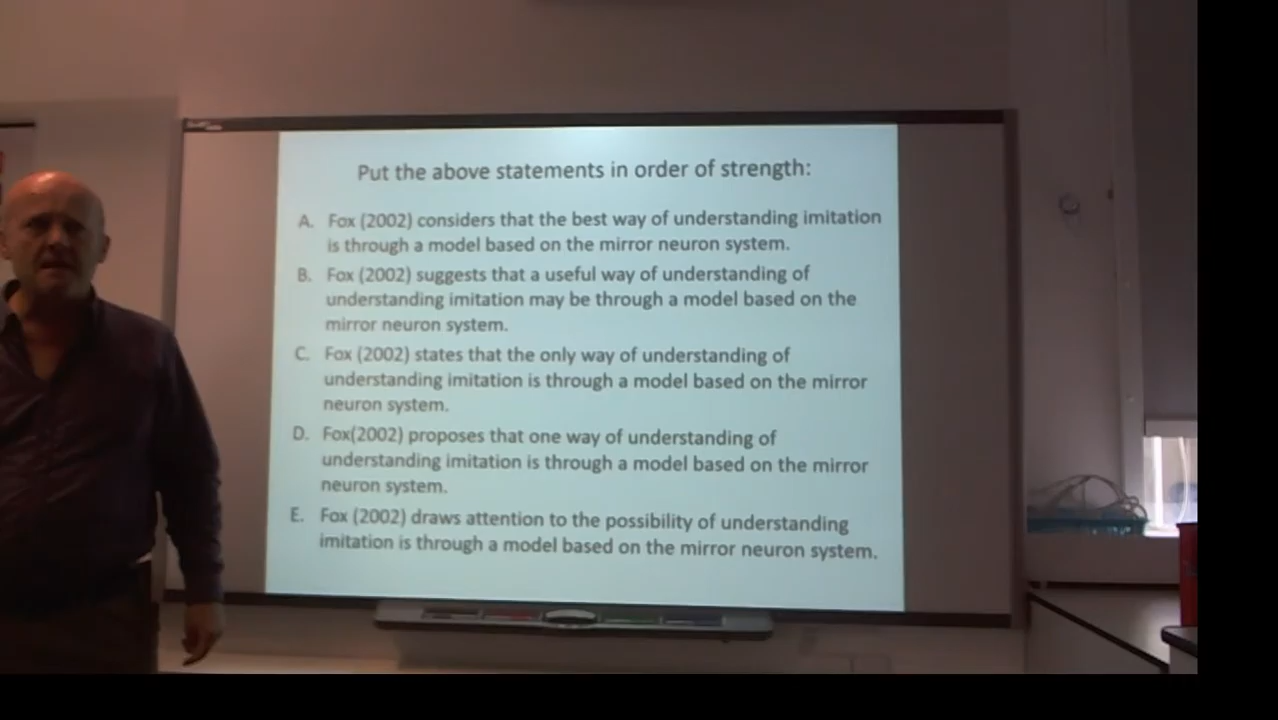 Put the above statements in order of strength:
A. Fox (2002) considers that the best way of understanding imitation
is through a model based on the mirror neuron system.
B. Fox (2002) suggests that a useful way of understanding of
understanding imitation may be through a model based on the
mirror neuron system.
C. Fox (2002) states that the only way of understanding of
understanding imitation is through a model based on the mirror
neuron system.
D. Fox(2002) proposes that one way of understanding of
understanding imitation is through a model based on the mirror
neuron system.
E. Fox (2002) draws attention to the possibility of understanding
imitation is through a model based on the mirror neuron system.